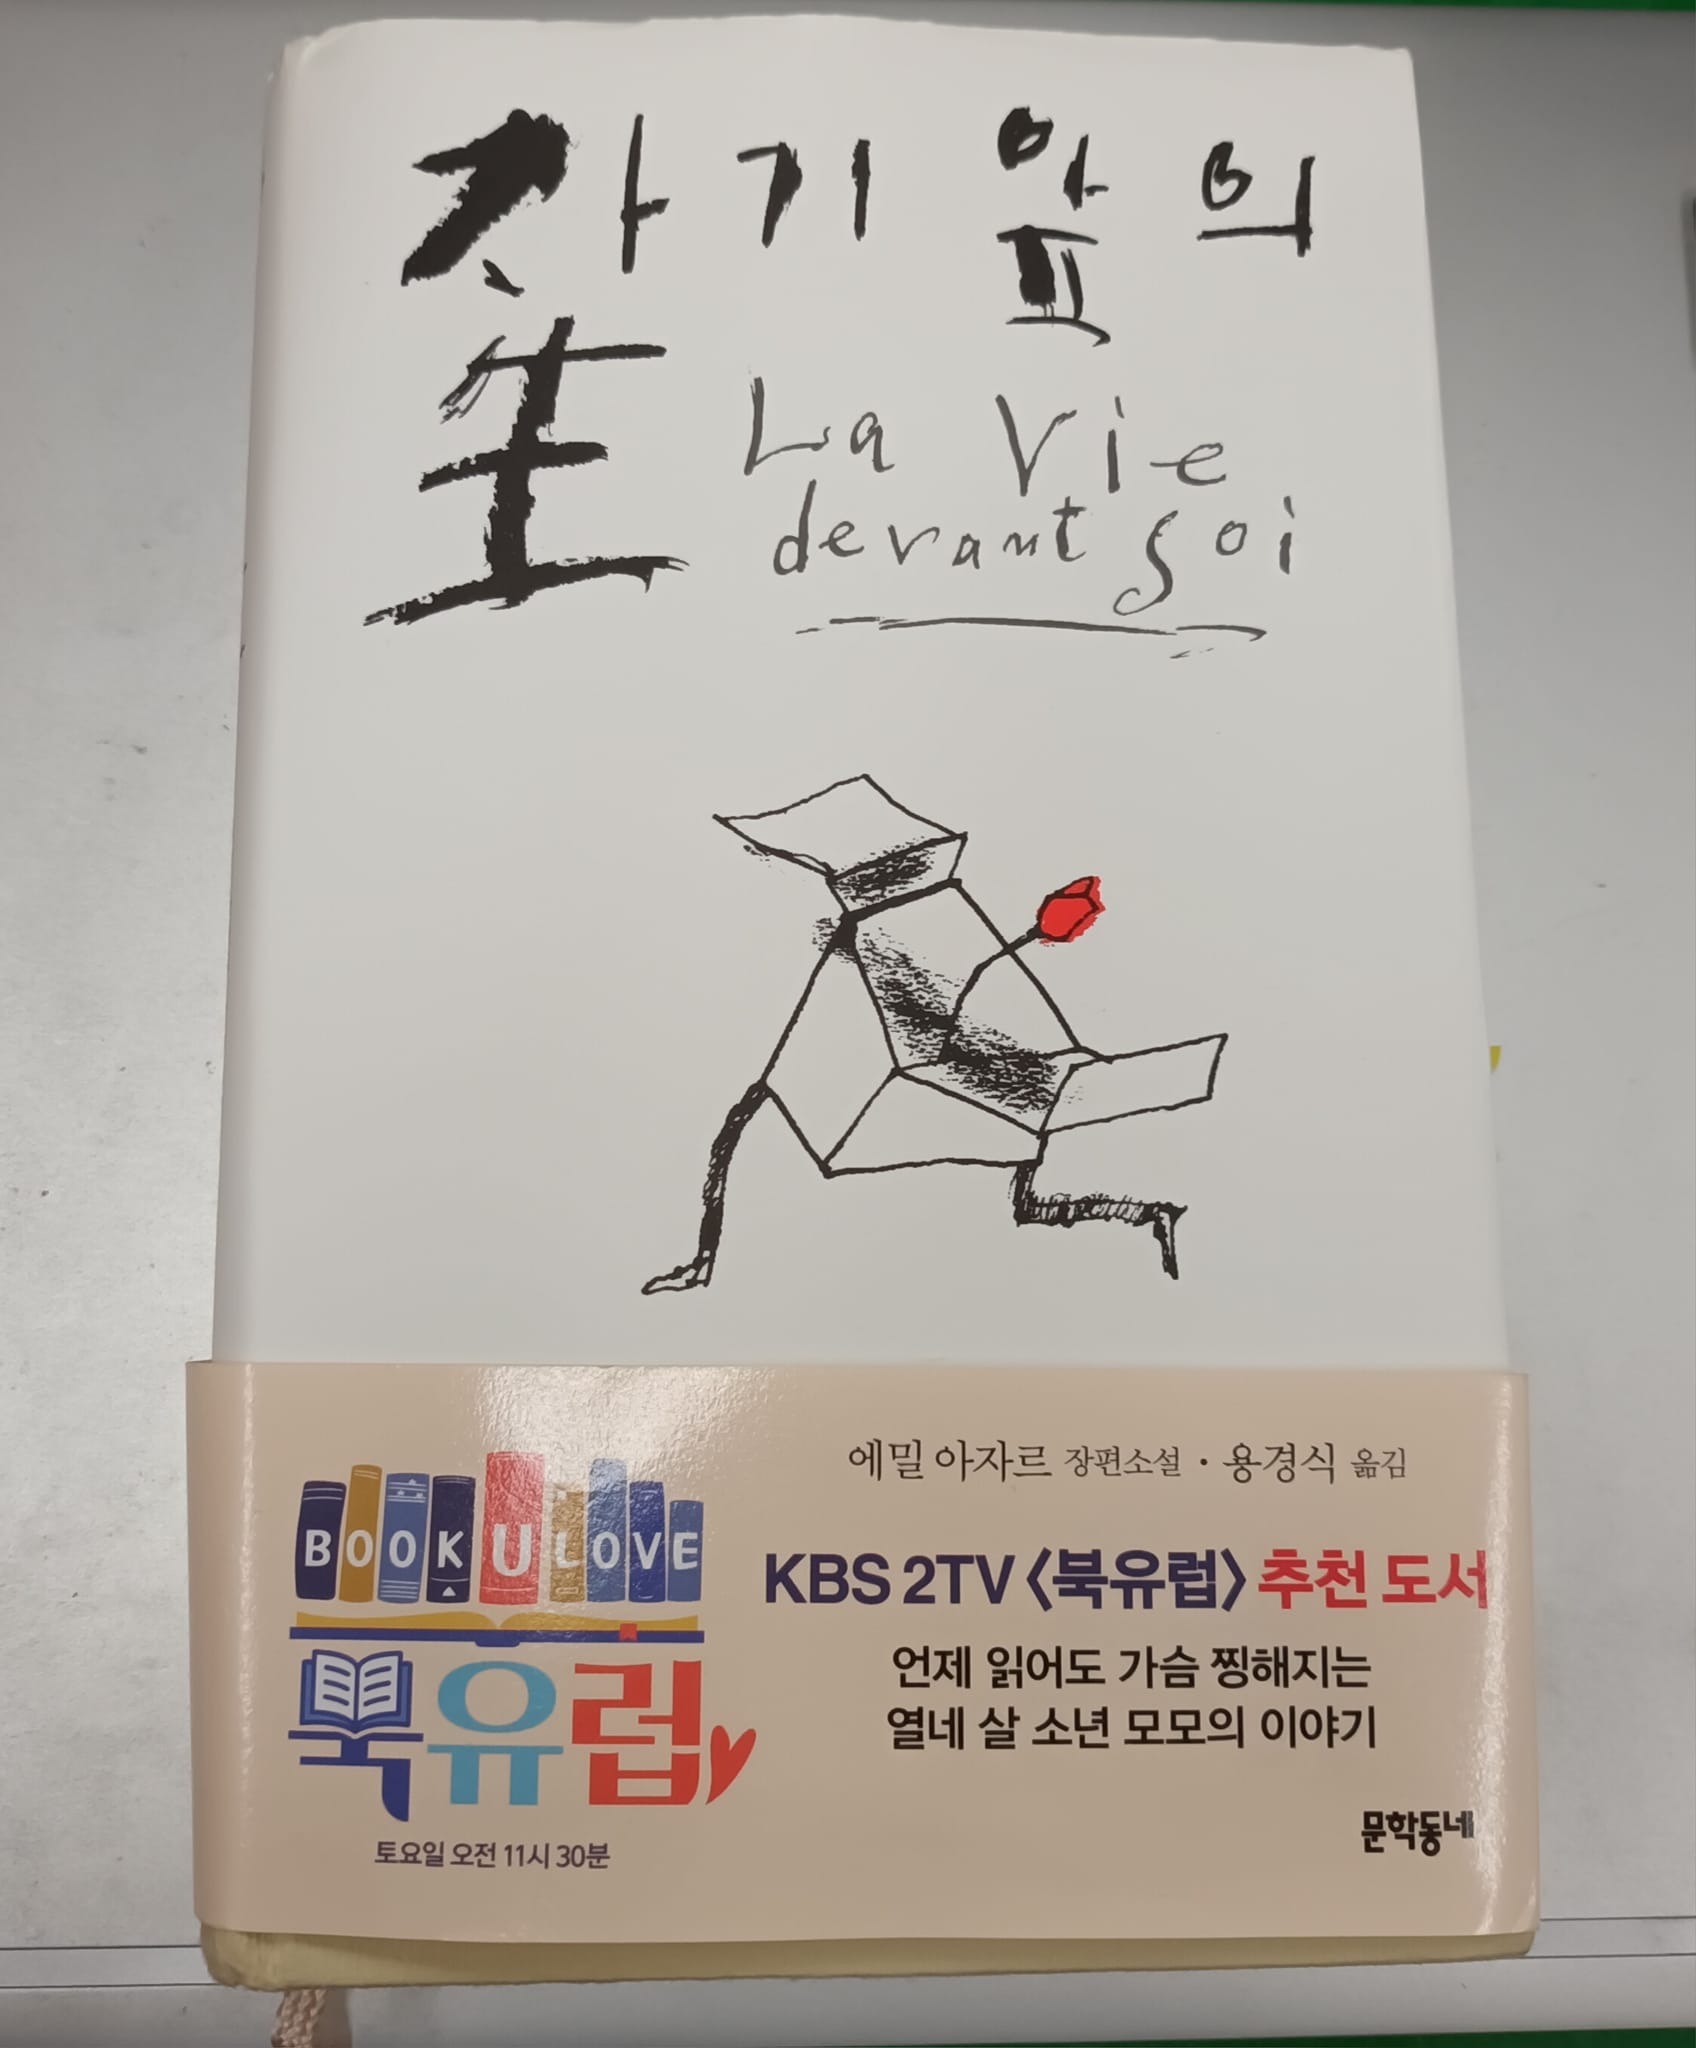 자기 앞의
生
La Vie
devant soi
에밀 아자르 장편소설 · 용경식 옮김
BOOK U LOVE
북유럽
토요일 오전 11시 30분
KBS 2TV〈북유럽〉추천 도서
언제 읽어도 가슴 찡해지는
열네 살 소년 모모의 이야기
문학동네